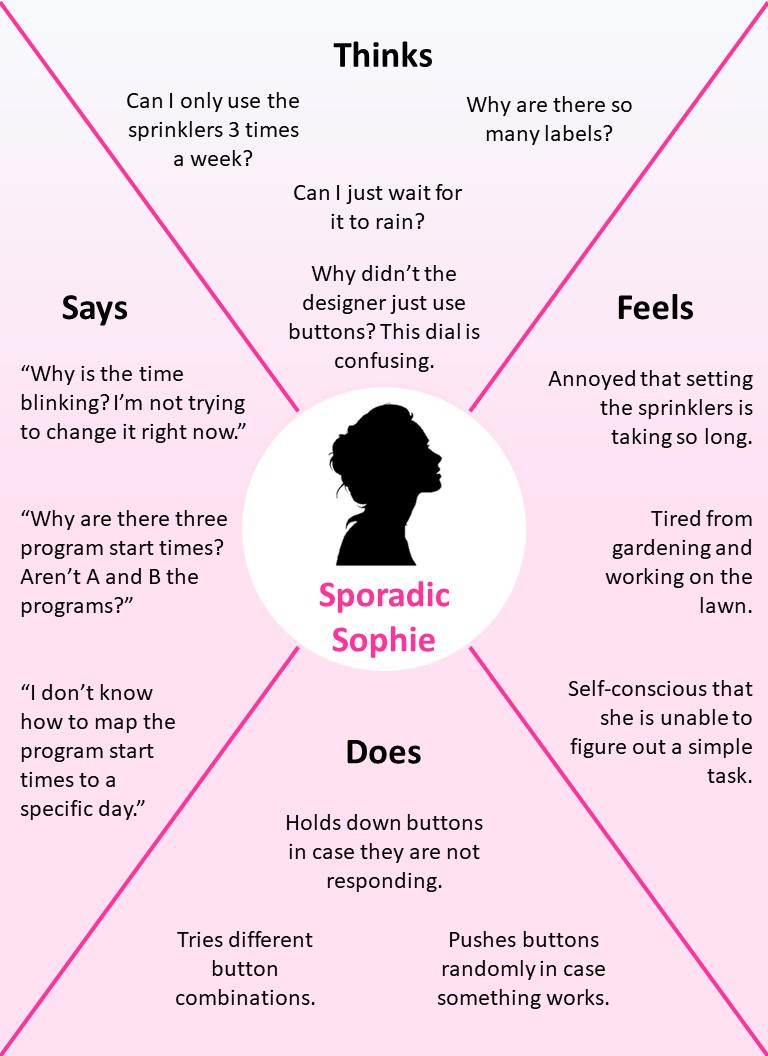 Thinks
Can I only use the
sprinklers 3 times
a week?
Why are there so
many labels?
Can I just wait for
it to rain?
Why didn’t the
designer just use
buttons? This dial is
confusing.
Says
“Why is the time
blinking? I’m not trying
to change it right now.”
“Why are there three
program start times?
Aren’t A and B the
programs?”
“I don’t know
how to map the
program start
times to a
specific day.”
Feels
Annoyed that setting
the sprinklers is
taking so long.
Tired from
gardening and
working on the
lawn.
Self-conscious that
she is unable to
figure out a simple
task.
Sporadic
Sophie
Does
Holds down buttons
in case they are not
responding.
Tries different
button
combinations.
Pushes buttons
randomly in case
something works.